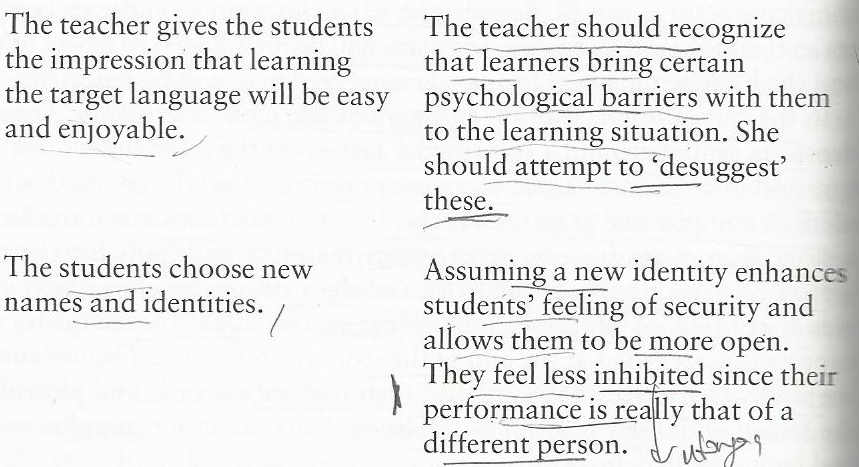 The teacher gives the students
the impression that learning
the target language will be easy
and enjoyable.
The teacher should recognize
that learners bring certain
psychological barriers with them
to the learning situation. She
should attempt to ‘desuggest’
these.
The students choose new
names and identities.
Assuming a new identity enhances
students’ feeling of security and
allows them to be more open.
They feel less inhibited since their
performance is really that of a
different person.